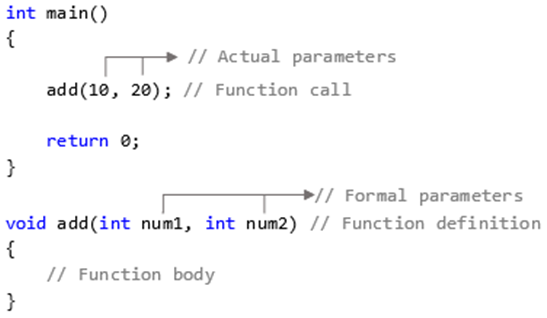 int main()
{
// Actual parameters
add(10, 20); // Function call
return 0;
}
// Formal parameters
void add(int num1, int num2) // Function definition
{
// Function body
}